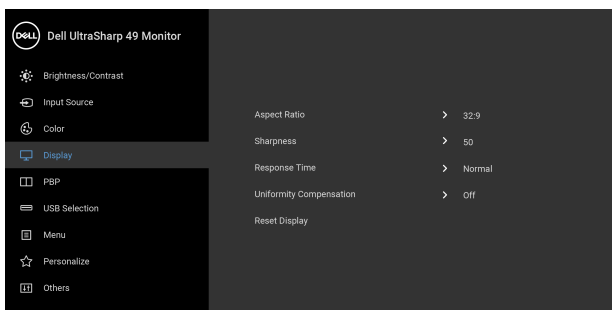 DELL Dell UltraSharp 49 Monitor
Brightness/Contrast
Input Source
Color
Display
PBP
USB Selection
Menu
Personalize
Others
Aspect Ratio 32:9
Sharpness 50
Response Time Normal
Uniformity Compensation Off
Reset Display